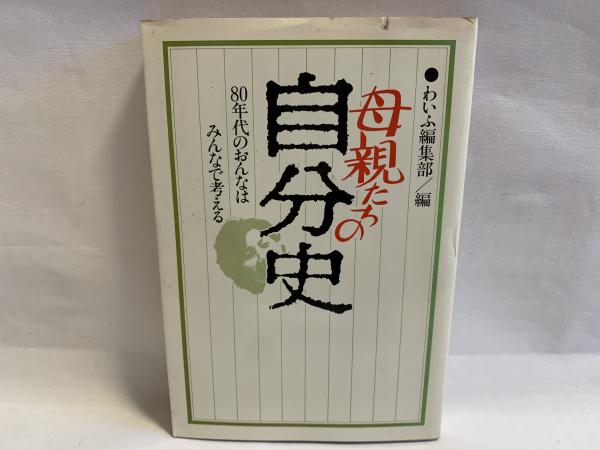 ●わいふ編集部／編
母親たちの
自分史
80年代のおんなは
みんなで考える